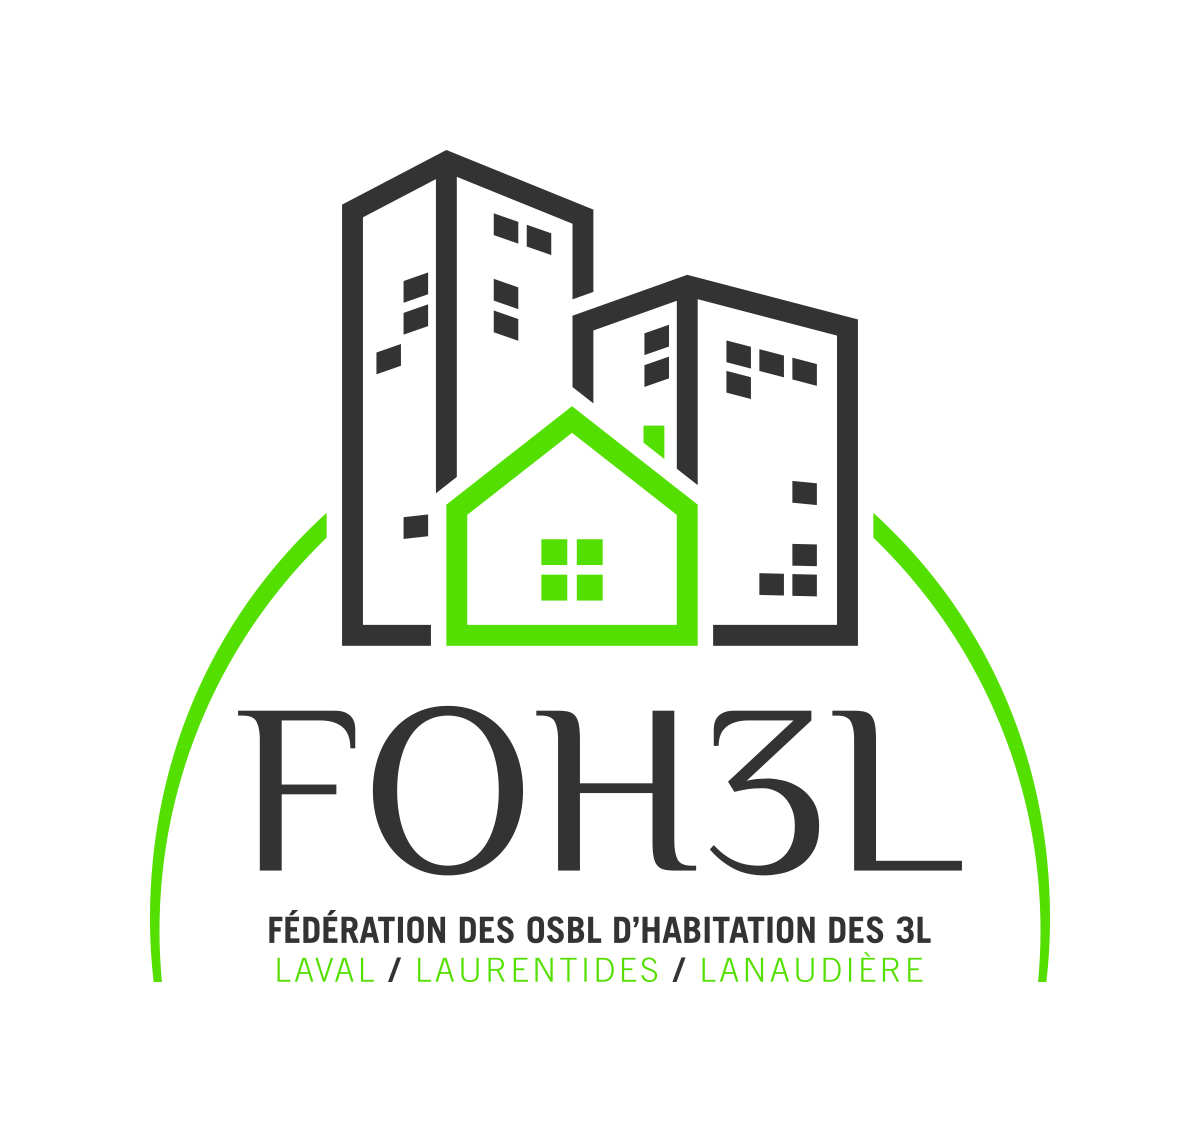 FOH3L
FÉDÉRATION DES OSBL D'HABITATION DES 3L
LAVAL / LAURENTIDES / LANAUDIÈRE